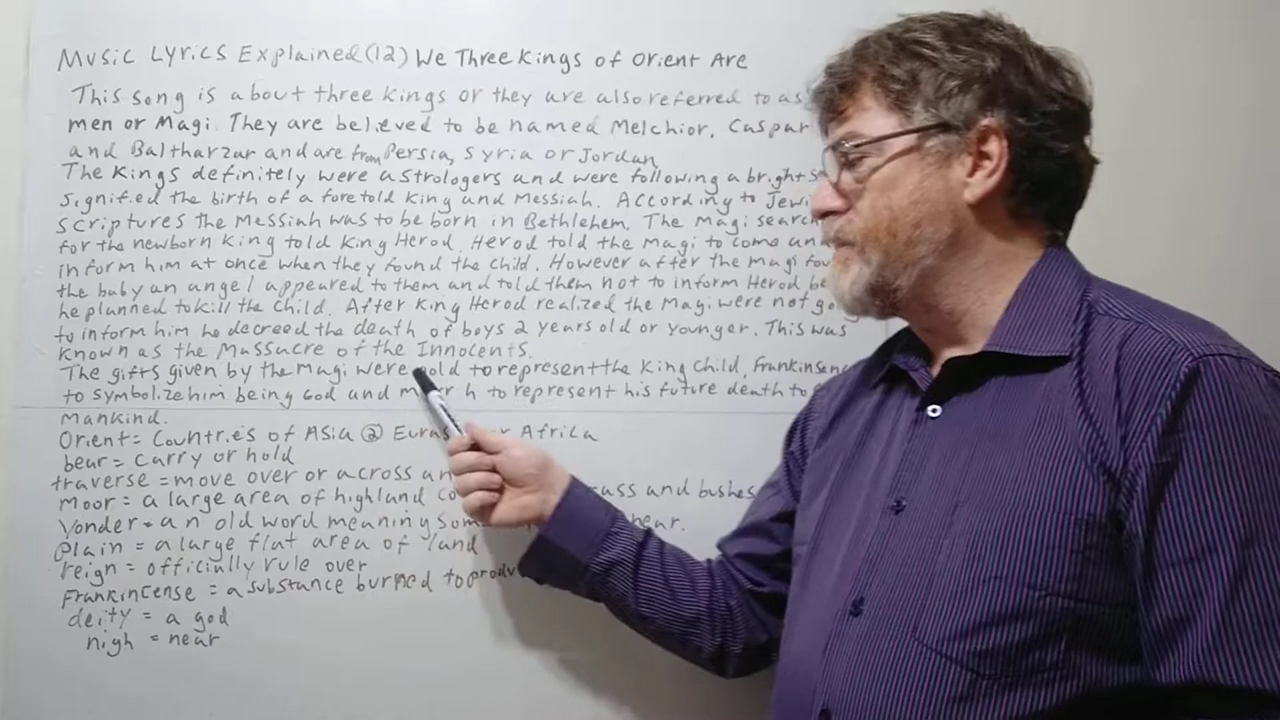 Music Lyrics Explained (12) We Three Kings of Orient Are
This song is about three kings or they are also referred to as
men or Magi. They are believed to be named Melchior, Caspar
and Baltharzar and are from Persia, Syria or Jordan
The Kings definitely were astrologers and were following a bright
signified the birth of a foretold King and Messiah. According to
scriptures the Messiah was to be born in Bethlehem. The Magi
for the newborn King told King Herod. Herod told the Magi to come
inform him at once when they found the child. However after the Magi
the baby an angel appeared to them and told them not to inform Herod
he planned to kill the child. After King Herod realized the Magi were not
to inform him he decreed the death of boys 2 years old or younger. This was
known as the Massacre of the Innocents.
The gifts given by the Magi were gold to represent the King Child, Frankinsen
to symbolize him being God and to represent his future death to
Mankind.
Orient = Countries of Asia @ Africa
bear = carry or hold
traverse = move over or across
Moor = a large area of highland and bushes
Yonder = an old word meaning near.
plain = a large flat area of land
reign = officially rule over
Frankincense = a substance burned to
deity = a god
nigh = near